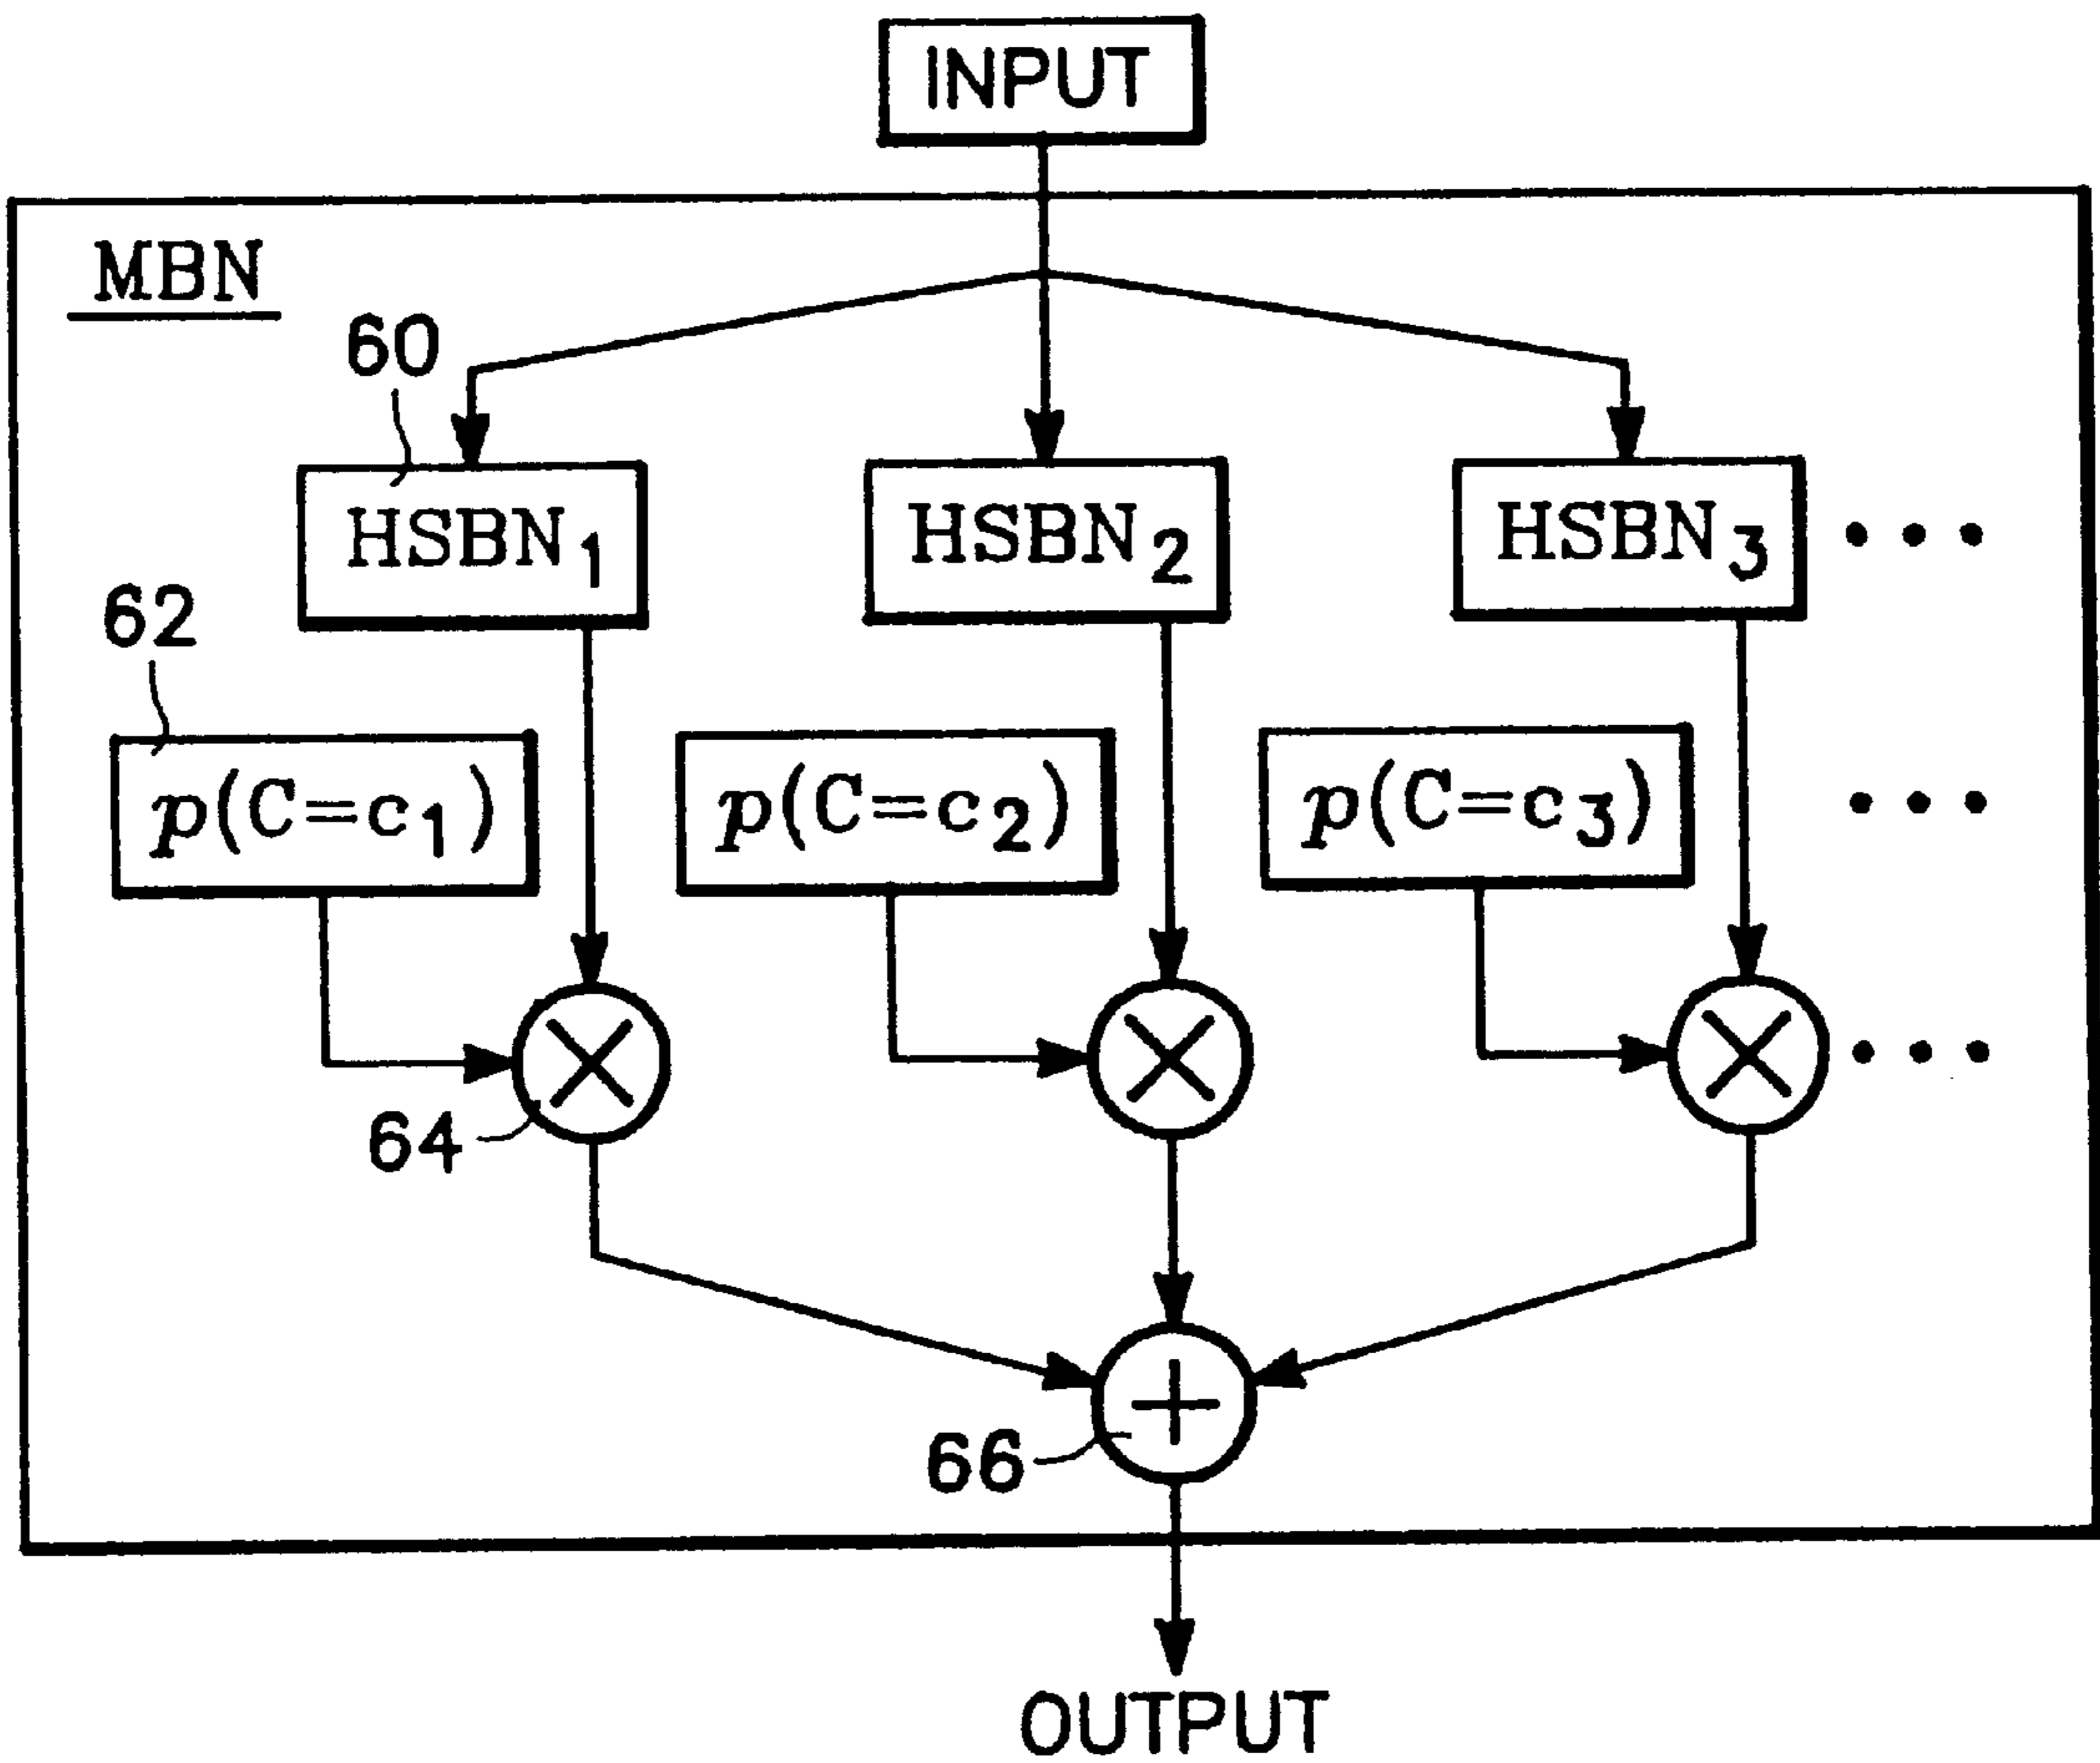 INPUT
MBN
60
HSBN1 HSBN2 HSBN3 • • •
62
p(C=c1) p(C=c2) p(C=c3) • • •
× × × • • •
64
+
66
OUTPUT